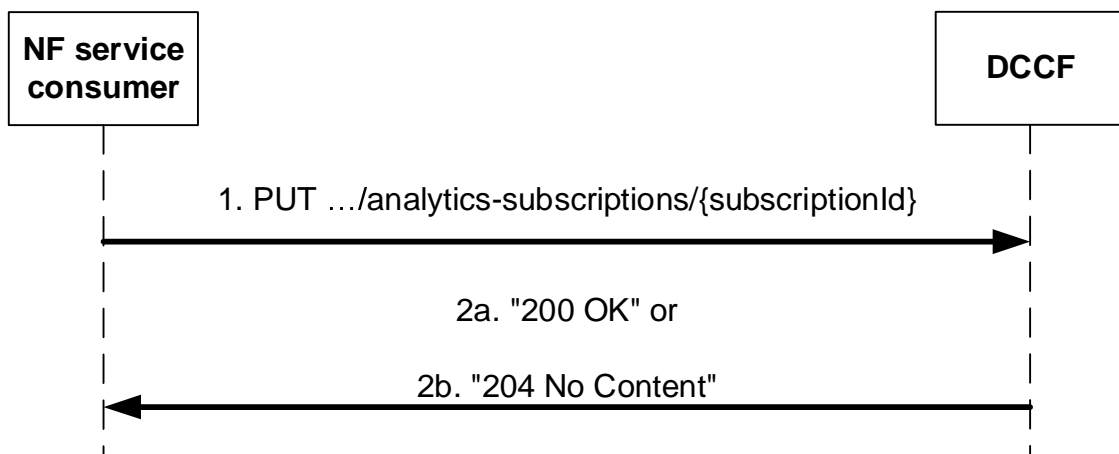 NF service
consumer
DCCF
1. PUT …/analytics-subscriptions/{subscriptionId}
2a. "200 OK" or
2b. "204 No Content"